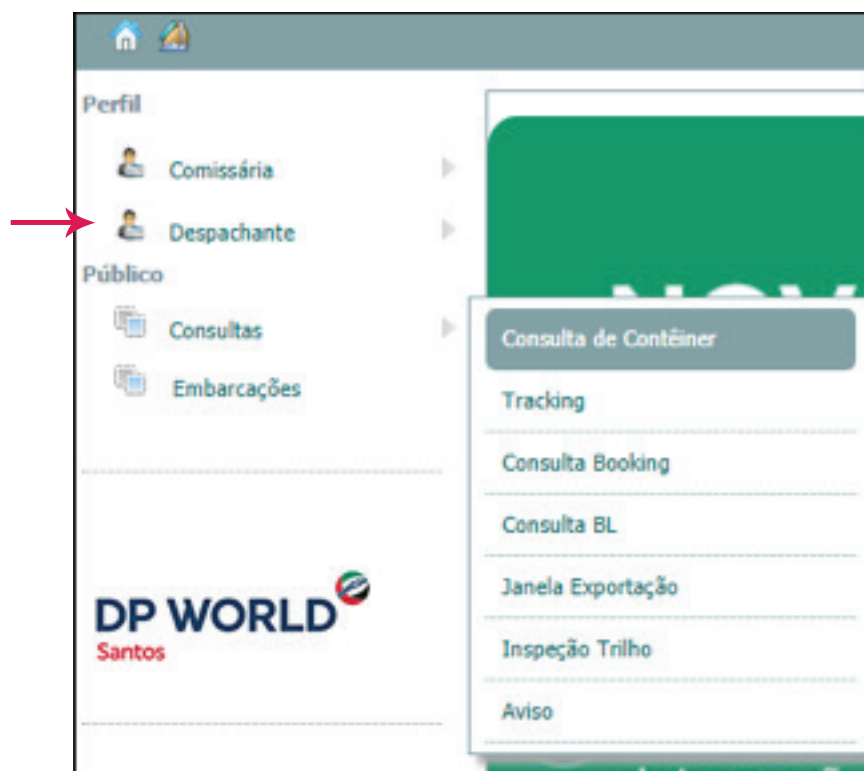 Perfil
Comissária
Despachante
Público
Consultas
Embarcações
DP WORLD
Santos
Consulta de Contêiner
Tracking
Consulta Booking
Consulta BL
Janela Exportação
Inspeção Trilho
Aviso